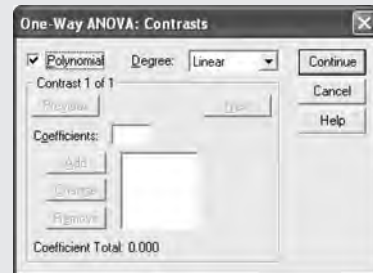 One-Way ANOVA: Contrasts
Polynomial Degree: Linear Continue
Contrast 1 of 1
Previous Next Cancel
Help
Coefficients:
Add
Change
Remove
Coefficient Total: 0.000